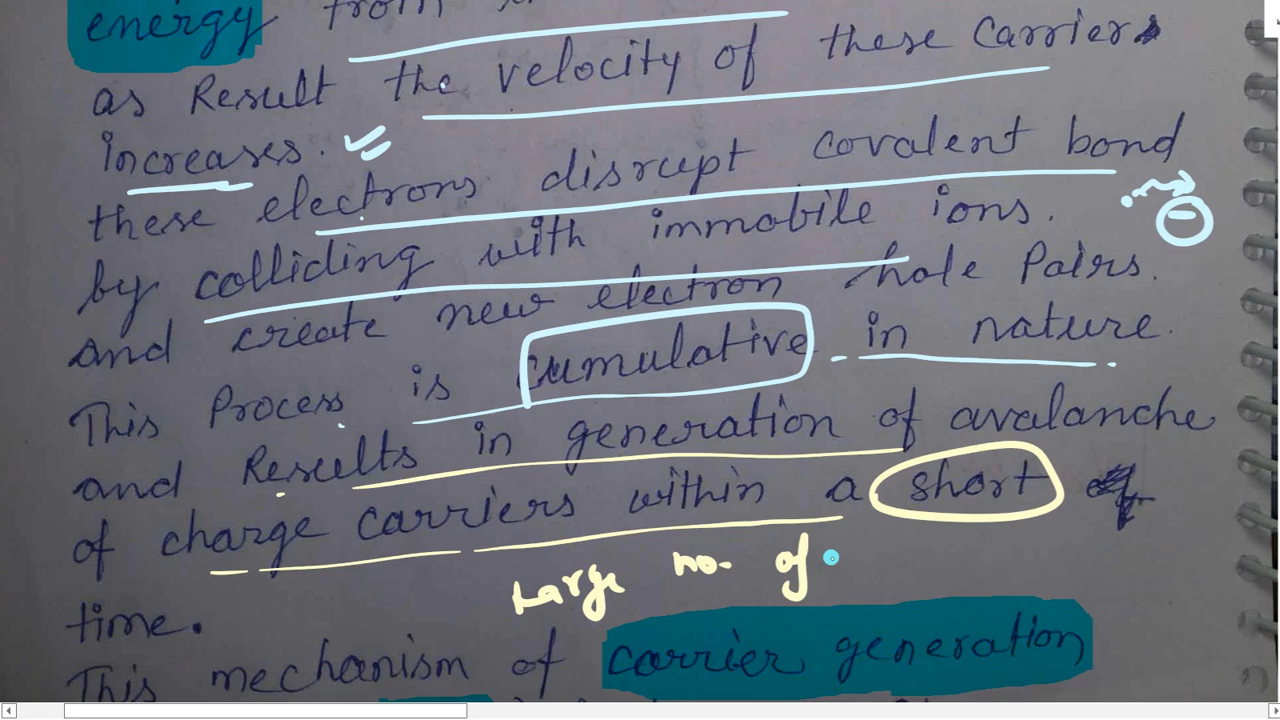 energy from
as Result the velocity of these Carriers
increases.
these electrons disrupt covalent bond
by colliding with immobile ions.
and create new electron hole Pairs.
This Process is cumulative in nature.
and Results in generation of avalanche
of charge carriers within a short
Large no. of
time.
This mechanism of carrier generation